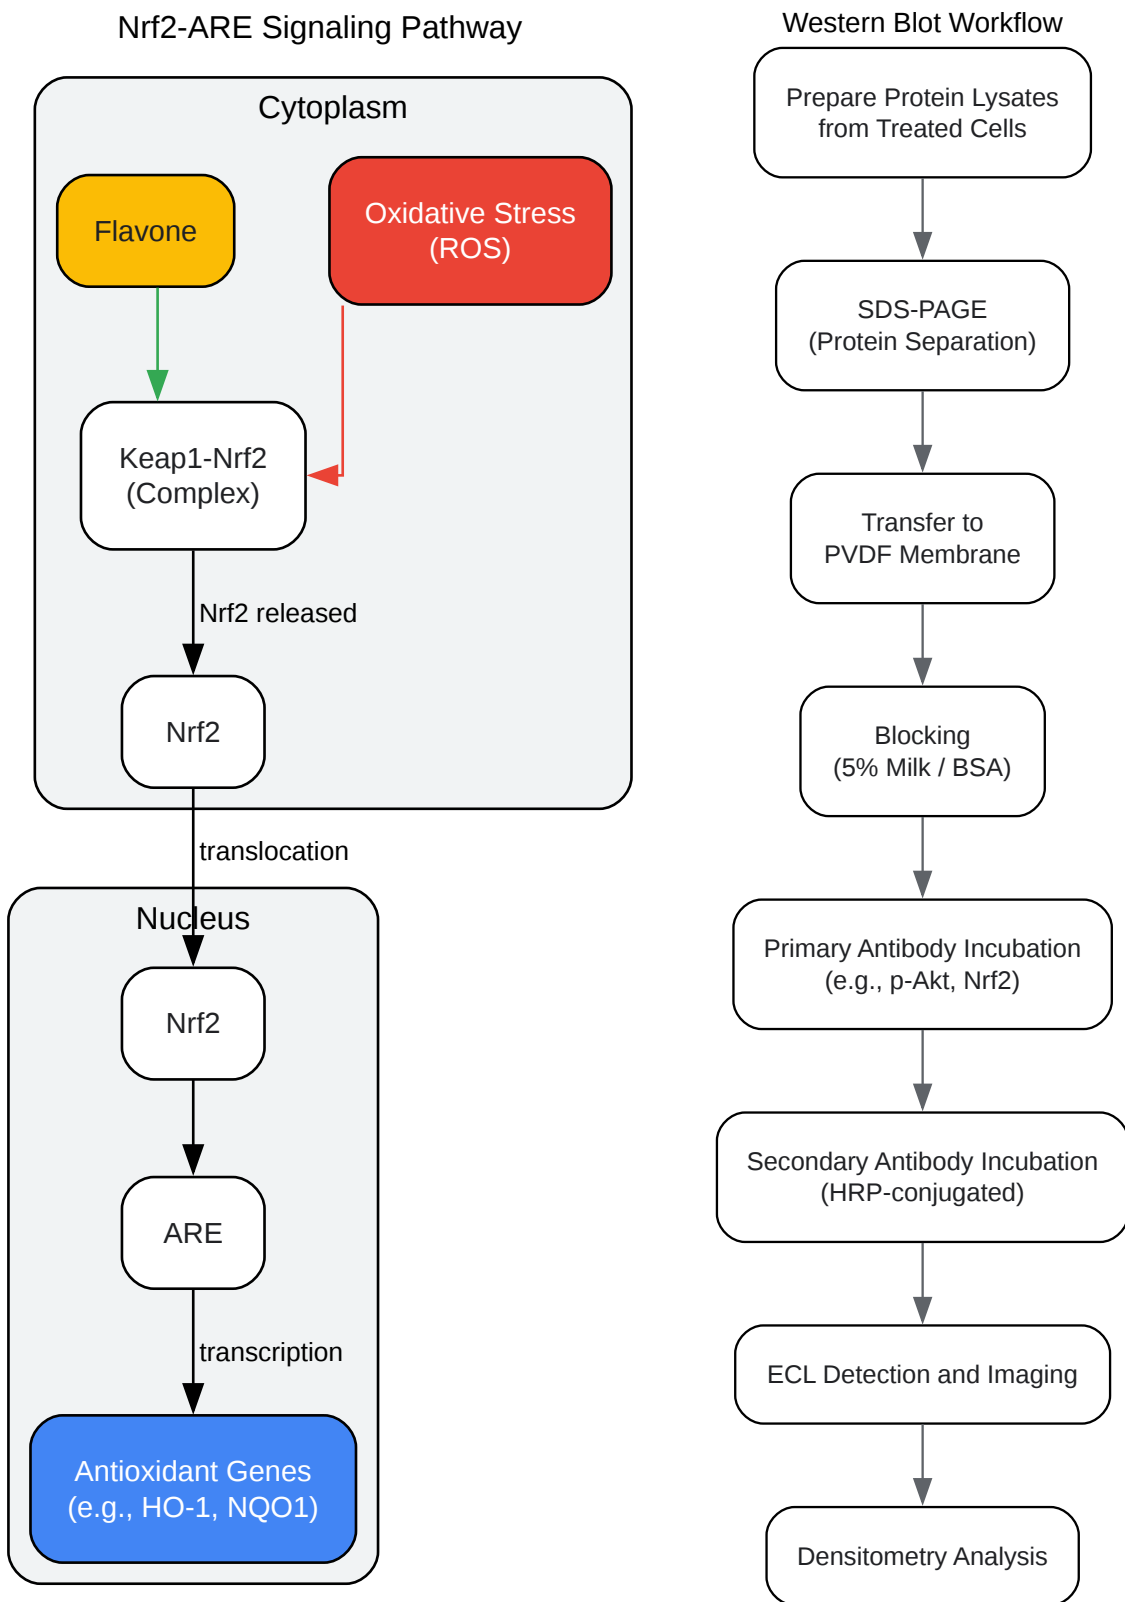 Nrf2-ARE Signaling Pathway
Cytoplasm
Flavone
Oxidative Stress
(ROS)
Keap1-Nrf2
(Complex)
Nrf2 released
Nrf2
translocation
Nucleus
Nrf2
ARE
transcription
Antioxidant Genes
(e.g., HO-1, NQO1)
Western Blot Workflow
Prepare Protein Lysates
from Treated Cells
SDS-PAGE
(Protein Separation)
Transfer to
PVDF Membrane
Blocking
(5% Milk / BSA)
Primary Antibody Incubation
(e.g., p-Akt, Nrf2)
Secondary Antibody Incubation
(HRP-conjugated)
ECL Detection and Imaging
Densitometry Analysis